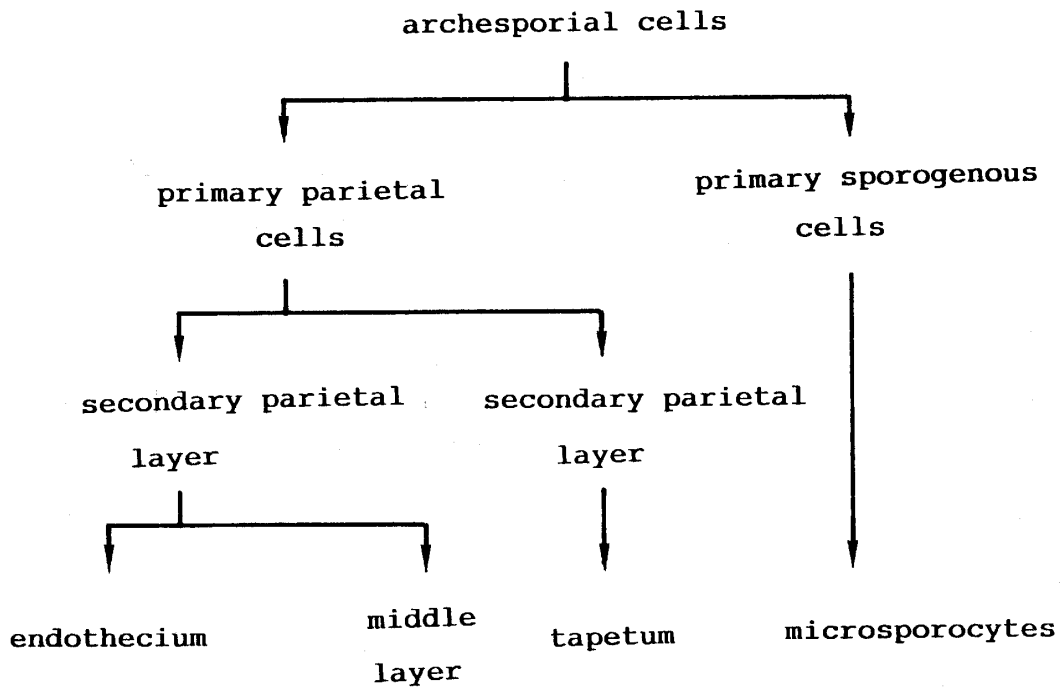 archesporial cells
primary parietal
cells
primary sporogenous
cells
secondary parietal
layer
secondary parietal
layer
endothecium
middle
layer
tapetum
microsporocytes